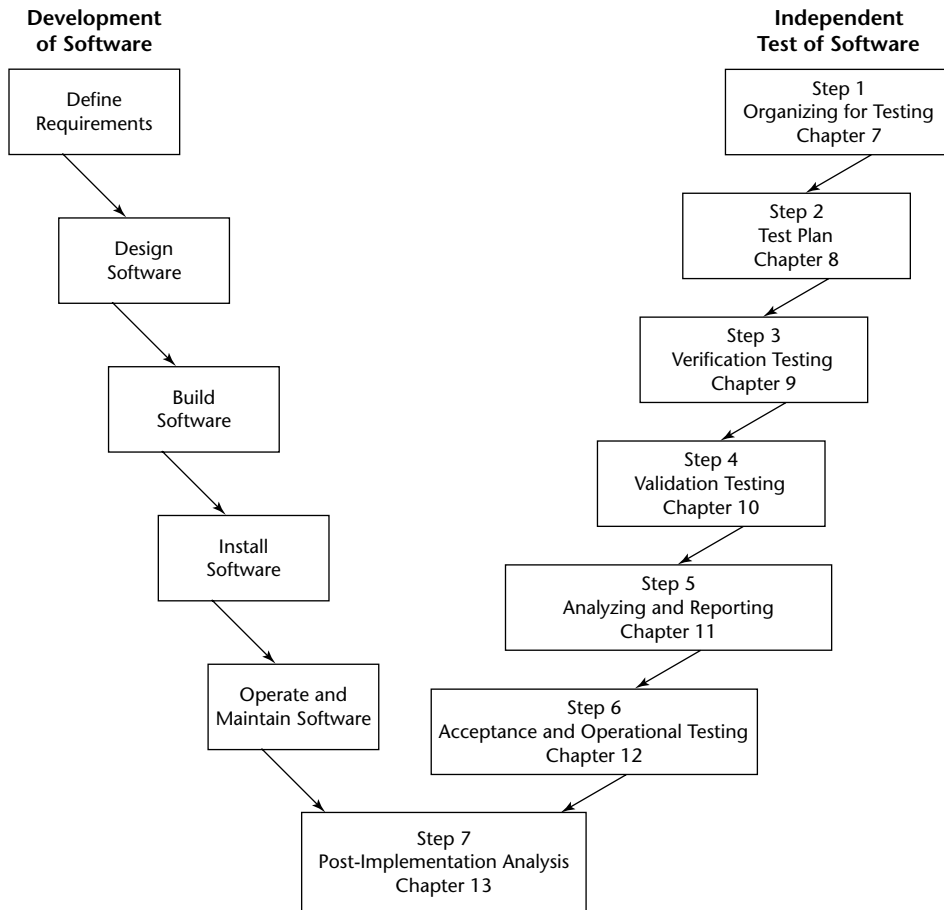 Development
of Software
Define
Requirements
Design
Software
Build
Software
Install
Software
Operate and
Maintain Software
Independent
Test of Software
Step 1
Organizing for Testing
Chapter 7
Step 2
Test Plan
Chapter 8
Step 3
Verification Testing
Chapter 9
Step 4
Validation Testing
Chapter 10
Step 5
Analyzing and Reporting
Chapter 11
Step 6
Acceptance and Operational Testing
Chapter 12
Step 7
Post-Implementation Analysis
Chapter 13